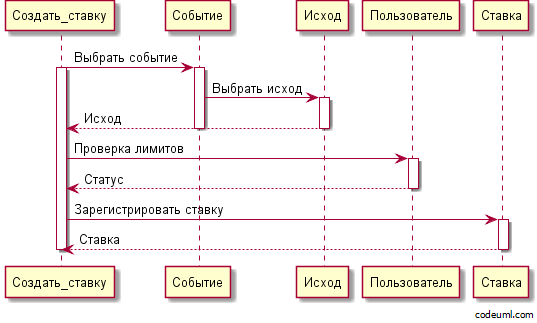 Создать_ставку Событие Исход Пользователь Ставка
Выбрать событие
Выбрать исход
Исход
Проверка лимитов
Статус
Зарегистрировать ставку
Ставка
Создать_ставку Событие Исход Пользователь Ставка
codeuml.com